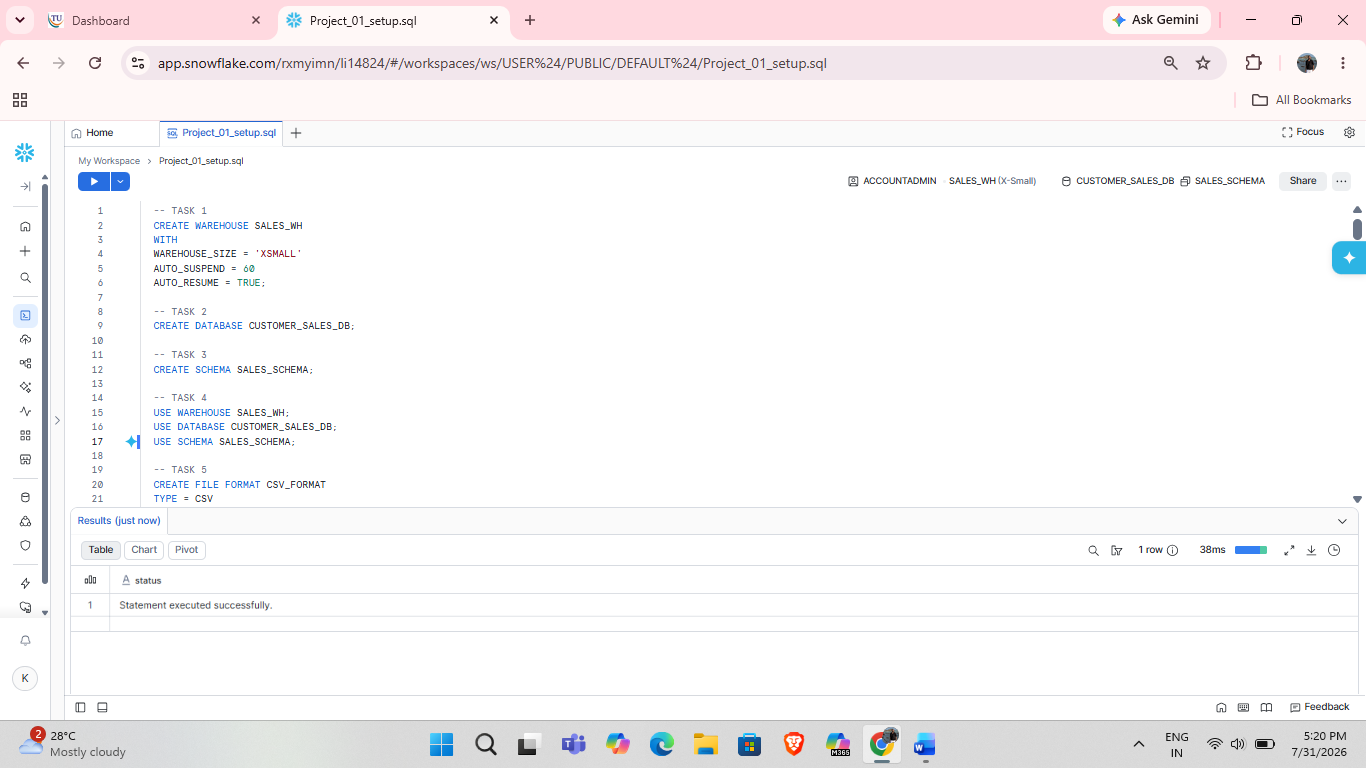 Dashboard
Project_01_setup.sql
Ask Gemini
app.snowflake.com/rxmyimn/li14824/#/workspaces/ws/USER%24/PUBLIC/DEFAULT%24/Project_01_setup.sql
All Bookmarks
Home
Project_01_setup.sql
Focus
My Workspace > Project_01_setup.sql
ACCOUNTADMIN · SALES_WH (X-Small) CUSTOMER_SALES_DB SALES_SCHEMA Share
1 -- TASK 1
2 CREATE WAREHOUSE SALES_WH
3 WITH
4 WAREHOUSE_SIZE = 'XSMALL'
5 AUTO_SUSPEND = 60
6 AUTO_RESUME = TRUE;
7
8 -- TASK 2
9 CREATE DATABASE CUSTOMER_SALES_DB;
10
11 -- TASK 3
12 CREATE SCHEMA SALES_SCHEMA;
13
14 -- TASK 4
15 USE WAREHOUSE SALES_WH;
16 USE DATABASE CUSTOMER_SALES_DB;
17 USE SCHEMA SALES_SCHEMA;
18
19 -- TASK 5
20 CREATE FILE FORMAT CSV_FORMAT
21 TYPE = CSV
Results (just now)
Table Chart Pivot 1 row 38ms
A status
1 Statement executed successfully.
K
Feedback
2
28°C
Mostly cloudy
M365
ENG
IN
5:20 PM
7/31/2026